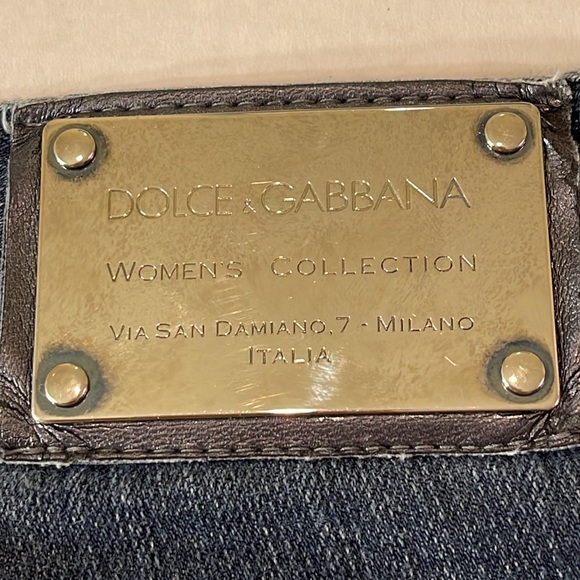 DOLCE & GABBANA
WOMEN'S COLLECTION
VIA SAN DAMIANO, 7 - MILANO
ITALIA